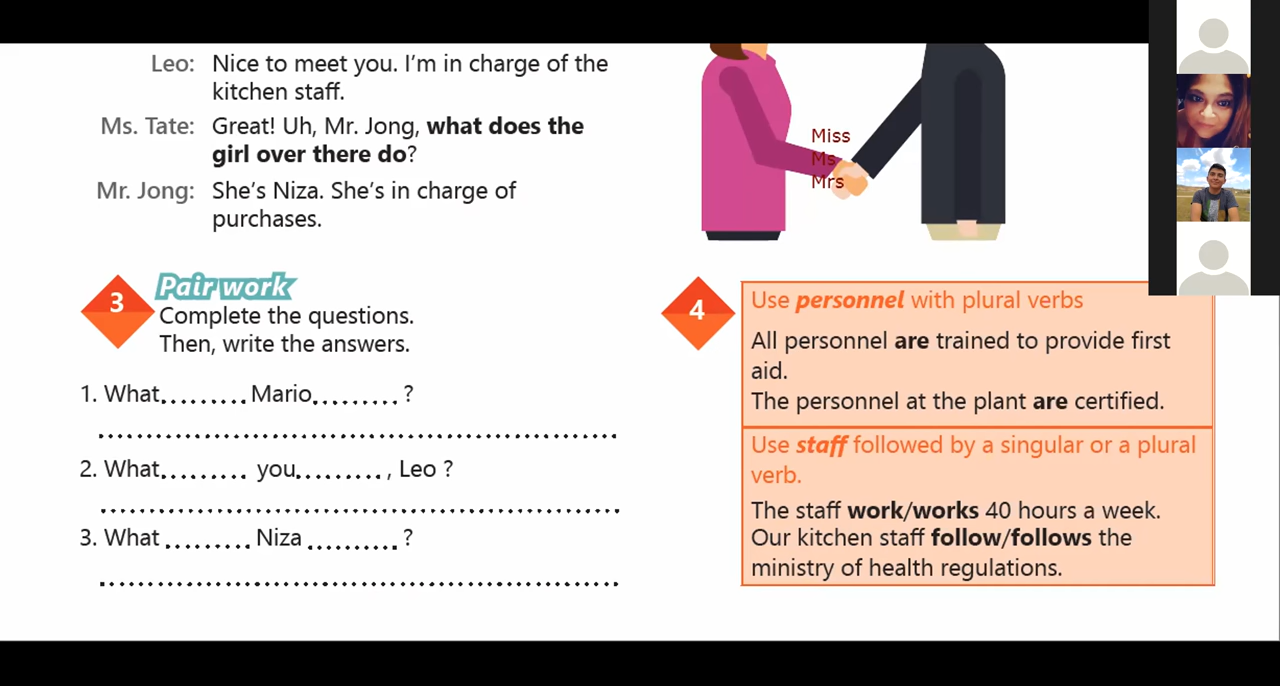 Leo: Nice to meet you. I'm in charge of the
kitchen staff.
Ms. Tate: Great! Uh, Mr. Jong, what does the
girl over there do?
Mr. Jong: She's Niza. She's in charge of
purchases.
Miss
Ms
Mrs
3
Pair work
Complete the questions.
Then, write the answers.
1. What......... Mario.........?
2. What......... you........., Leo ?
3. What ......... Niza .........?
4
Use personnel with plural verbs
All personnel are trained to provide first
aid.
The personnel at the plant are certified.
Use staff followed by a singular or a plural
verb.
The staff work/works 40 hours a week.
Our kitchen staff follow/follows the
ministry of health regulations.